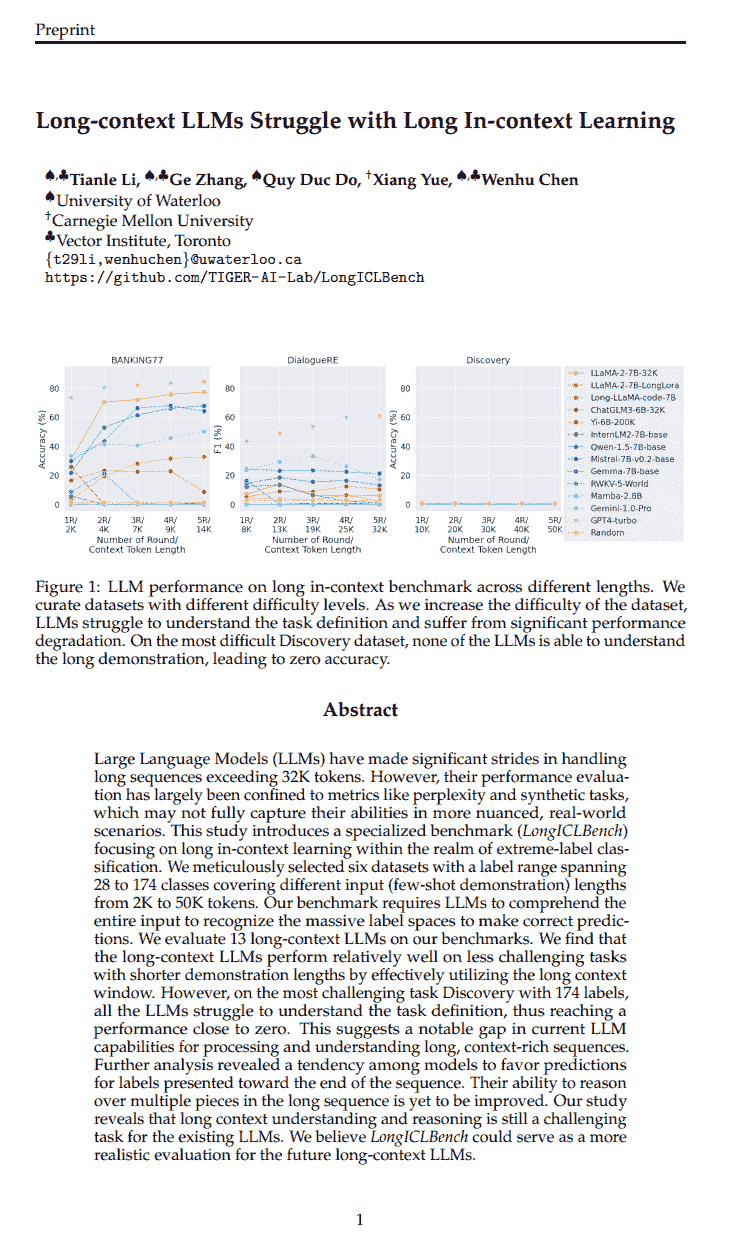 Preprint
Long-context LLMs Struggle with Long In-context Learning
♠,♣Tianle Li, ♠,♣Ge Zhang, ♠Quy Duc Do, †Xiang Yue, ♠,♣Wenhu Chen
♠University of Waterloo
†Carnegie Mellon University
♣Vector Institute, Toronto
{t29li,wenhuchen}@uwaterloo.ca
https://github.com/TIGER-AI-Lab/LongICLBench
BANKING77
80
60
40
20
0
Accuracy (%)
1R/ 2R/ 3R/ 4R/ 5R/
2K 4K 7K 9K 14K
Number of Round/
Context Token Length
DialogueRE
80
60
40
20
0
F1 (%)
1R/ 2R/ 3R/ 4R/ 5R/
8K 13K 19K 25K 32K
Number of Round/
Context Token Length
Discovery
80
60
40
20
0
Accuracy (%)
1R/ 2R/ 3R/ 4R/ 5R/
10K 20K 30K 40K 50K
Number of Round/
Context Token Length
LLaMA-2-7B-32K
LLaMA-2-7B-LongLora
Long-LLaMA-code-7B
ChatGLM3-6B-32K
Yi-6B-200K
InternLM2-7B-base
Qwen-1.5-7B-base
Mistral-7B-v0.2-base
Gemma-7B-base
RWKV-5-World
Mamba-2.8B
Gemini-1.0-Pro
GPT4-turbo
Random
Figure 1: LLM performance on long in-context benchmark across different lengths. We
curate datasets with different difficulty levels. As we increase the difficulty of the dataset,
LLMs struggle to understand the task definition and suffer from significant performance
degradation. On the most difficult Discovery dataset, none of the LLMs is able to understand
the long demonstration, leading to zero accuracy.
Abstract
Large Language Models (LLMs) have made significant strides in handling
long sequences exceeding 32K tokens. However, their performance evalua-
tion has largely been confined to metrics like perplexity and synthetic tasks,
which may not fully capture their abilities in more nuanced, real-world
scenarios. This study introduces a specialized benchmark (LongICLBench)
focusing on long in-context learning within the realm of extreme-label clas-
sification. We meticulously selected six datasets with a label range spanning
28 to 174 classes covering different input (few-shot demonstration) lengths
from 2K to 50K tokens. Our benchmark requires LLMs to comprehend the
entire input to recognize the massive label spaces to make correct predic-
tions. We evaluate 13 long-context LLMs on our benchmarks. We find that
the long-context LLMs perform relatively well on less challenging tasks
with shorter demonstration lengths by effectively utilizing the long context
window. However, on the most challenging task Discovery with 174 labels,
all the LLMs struggle to understand the task definition, thus reaching a
performance close to zero. This suggests a notable gap in current LLM
capabilities for processing and understanding long, context-rich sequences.
Further analysis revealed a tendency among models to favor predictions
for labels presented toward the end of the sequence. Their ability to reason
over multiple pieces in the long sequence is yet to be improved. Our study
reveals that long context understanding and reasoning is still a challenging
task for the existing LLMs. We believe LongICLBench could serve as a more
realistic evaluation for the future long-context LLMs.
1